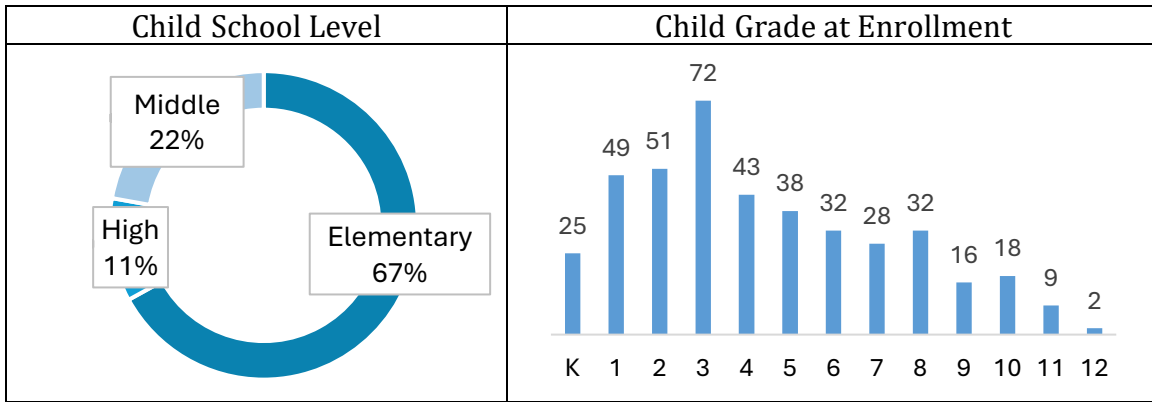 Child School Level
Child Grade at Enrollment
Middle
22%
High
11%
Elementary
67%
72
49
51
43
38
32
28
32
25
16
18
9
2
K 1 2 3 4 5 6 7 8 9 10 11 12